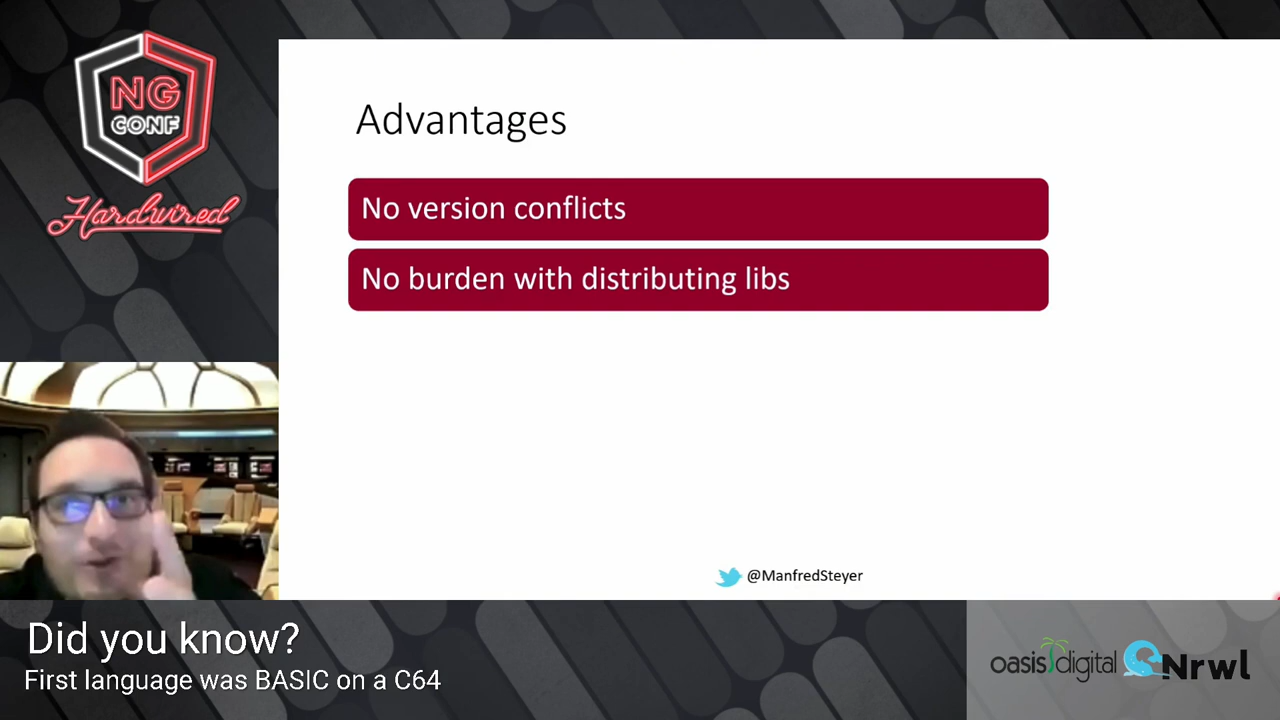 NG
CONF
Hardwired
Advantages
No version conflicts
No burden with distributing libs
@ManfredSteyer
Did you know?
First language was BASIC on a C64
oasis digital
Nrwl